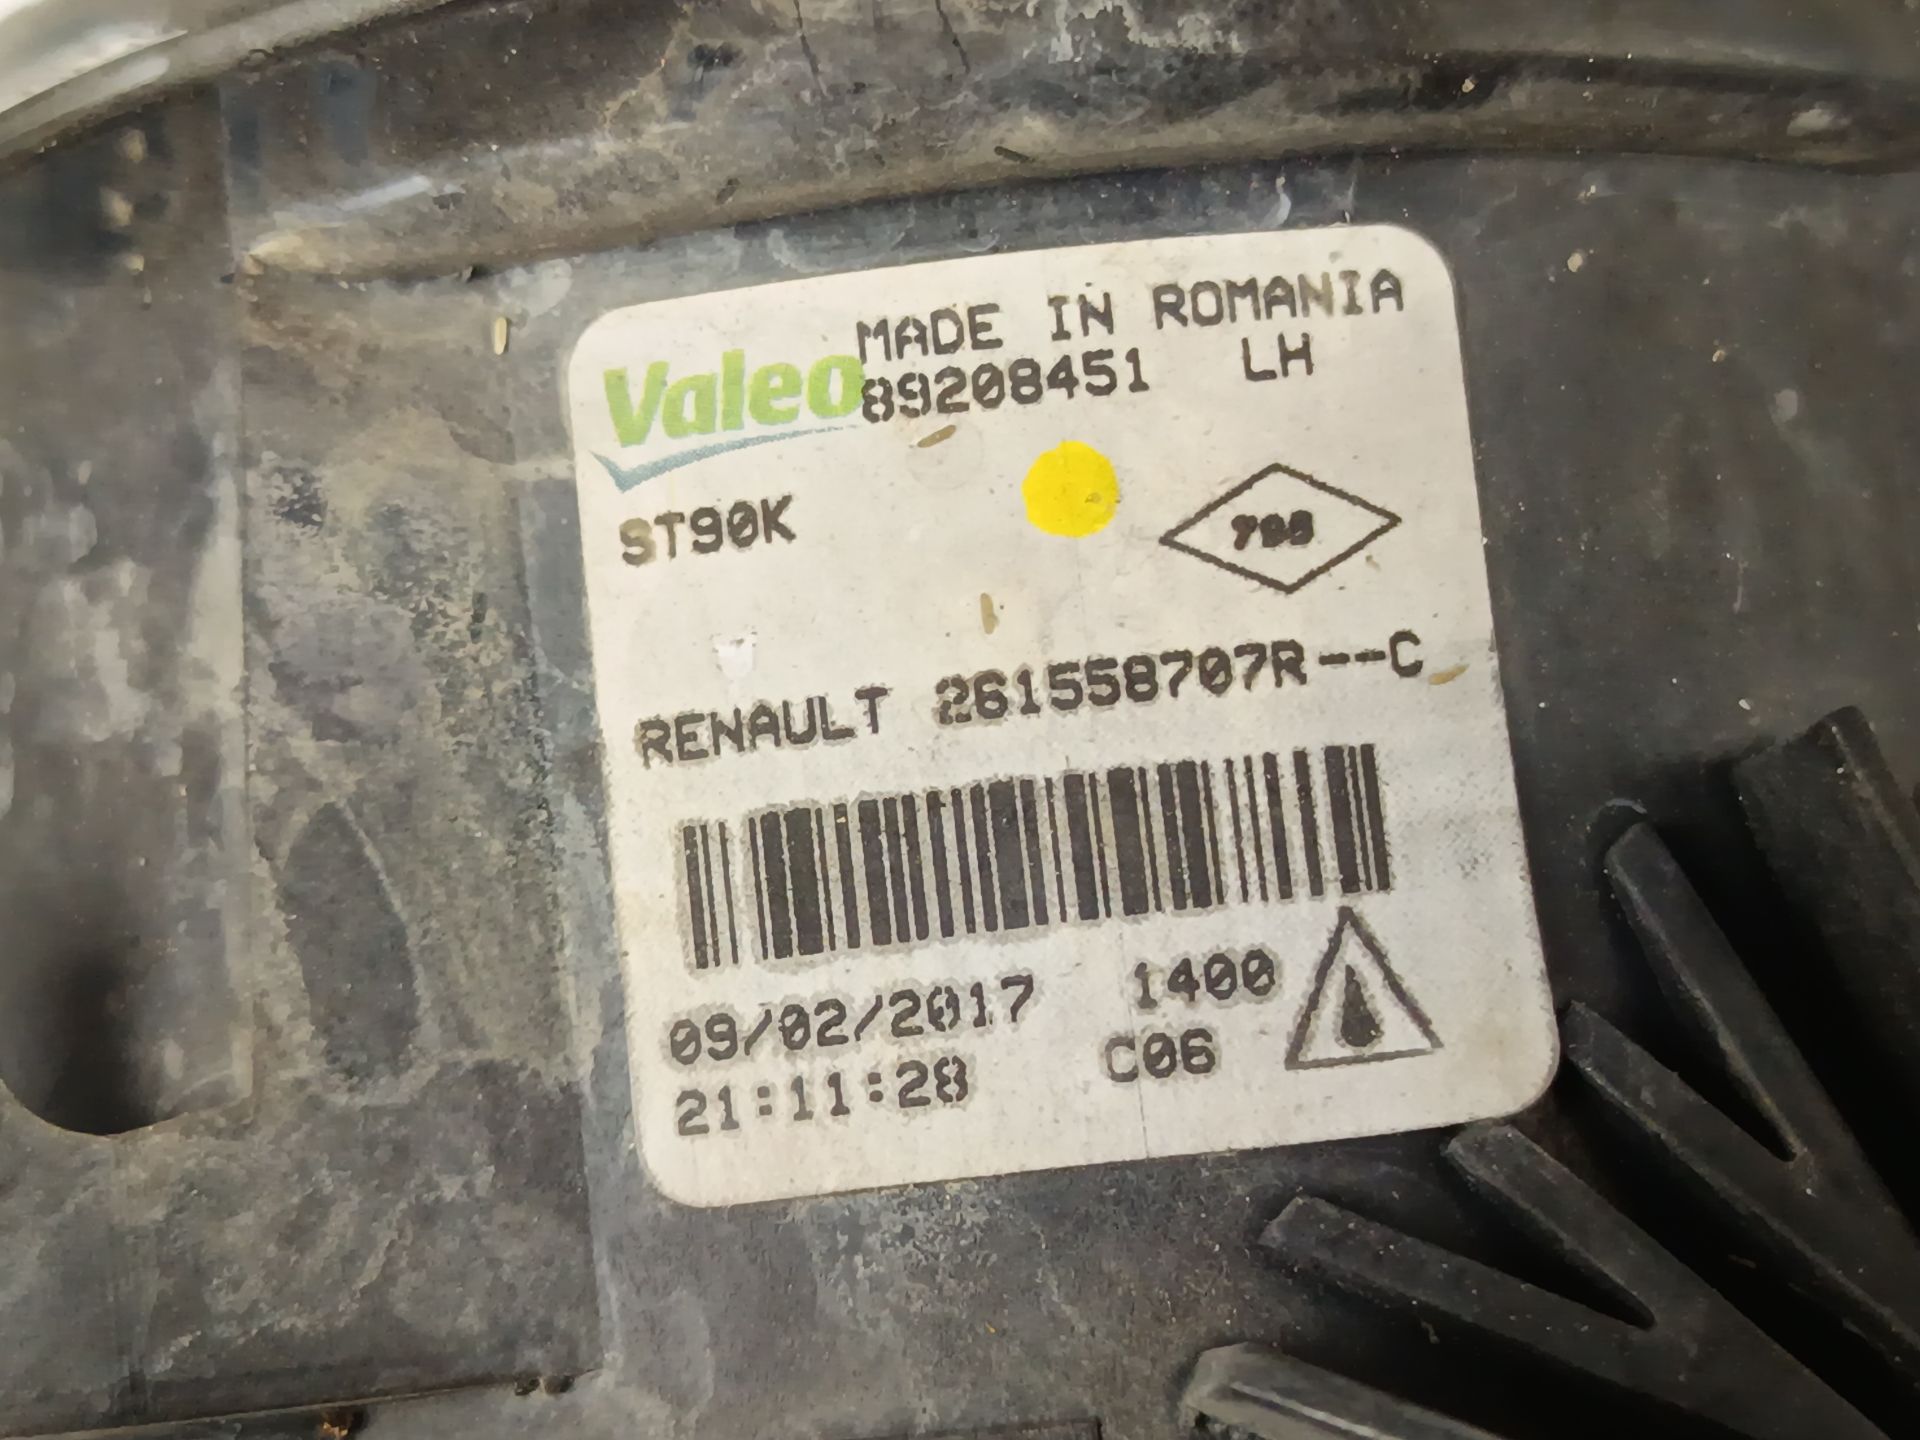 MADE IN ROMANIA
Valeo 89208451 LH
ST90K
RENAULT 261558707R--C
09/02/2017 1400
21:11:28 C06